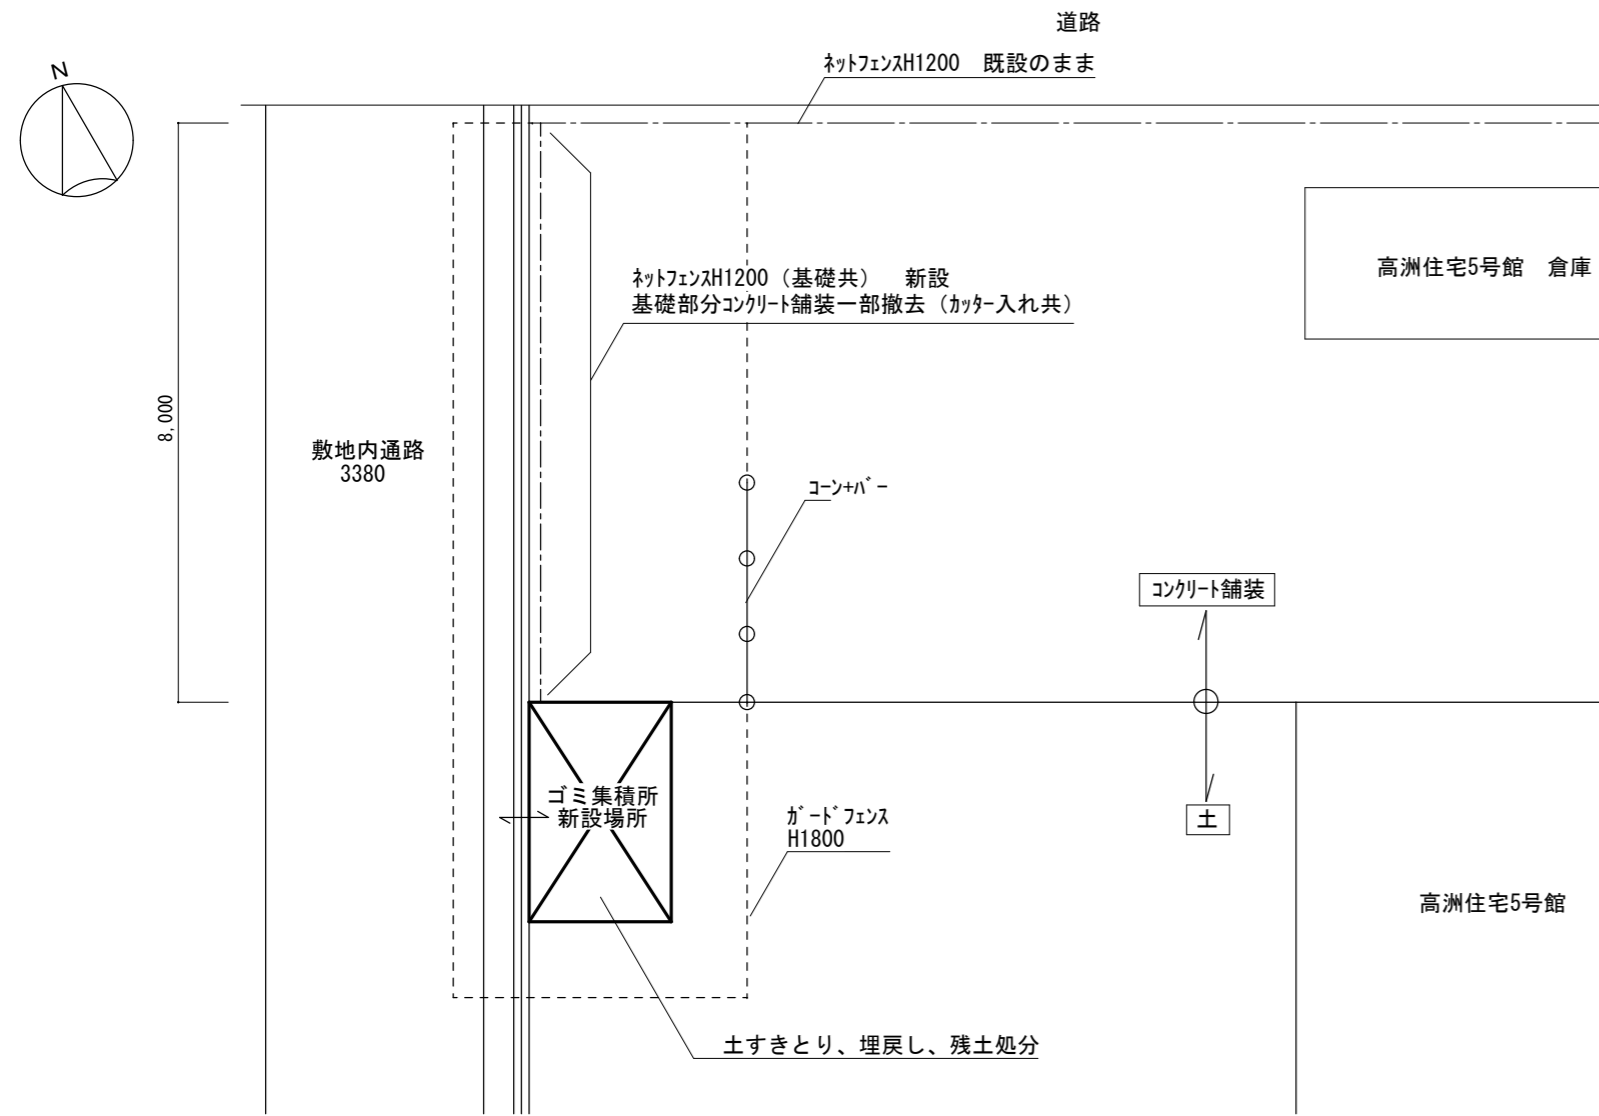 道路
ﾈｯﾄﾌｪﾝｽH1200　既設のまま
N
高洲住宅5号館　倉庫
ﾈｯﾄﾌｪﾝｽH1200（基礎共）　新設
基礎部分ｺﾝｸﾘｰﾄ舗装一部撤去（ｶｯﾀｰ入れ共）
8,000
敷地内通路
3380
ｺｰﾝ+ﾊﾞｰ
ｺﾝｸﾘｰﾄ舗装
ゴミ集積所
新設場所
ｶﾞｰﾄﾞﾌｪﾝｽ
H1800
土
高洲住宅5号館
土すきとり、埋戻し、残土処分